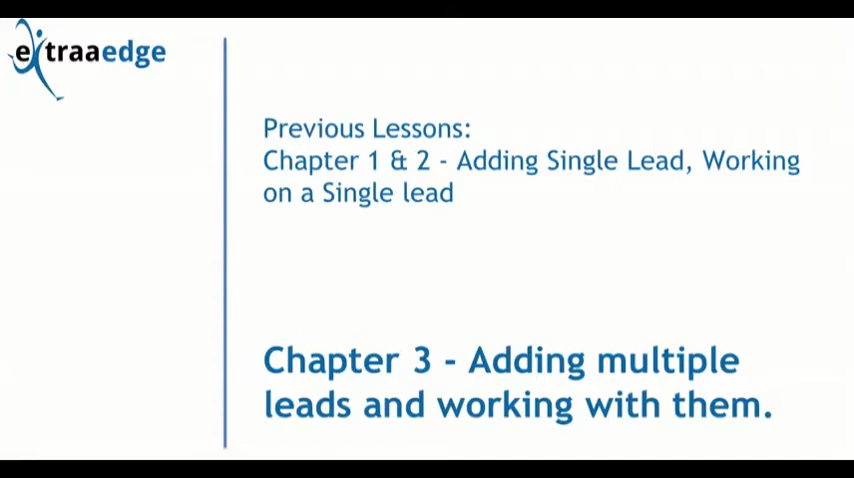 extraaedge
Previous Lessons:
Chapter 1 & 2 - Adding Single Lead, Working
on a Single lead
Chapter 3 - Adding multiple
leads and working with them.